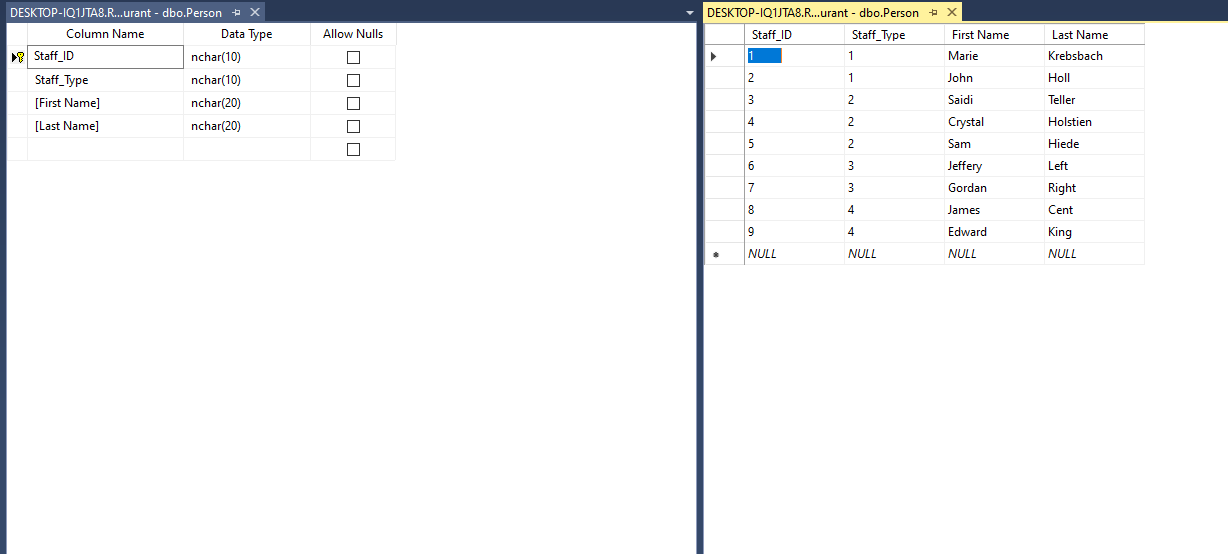 DESKTOP-IQ1JTA8.R...urant - dbo.Person
Column Name Data Type Allow Nulls
Staff_ID nchar(10)
Staff_Type nchar(10)
[First Name] nchar(20)
[Last Name] nchar(20)
DESKTOP-IQ1JTA8.R...urant - dbo.Person
Staff_ID Staff_Type First Name Last Name
1 1 Marie Krebsbach
2 1 John Holl
3 2 Saidi Teller
4 2 Crystal Holstien
5 2 Sam Hiede
6 3 Jeffery Left
7 3 Gordan Right
8 4 James Cent
9 4 Edward King
NULL NULL NULL NULL